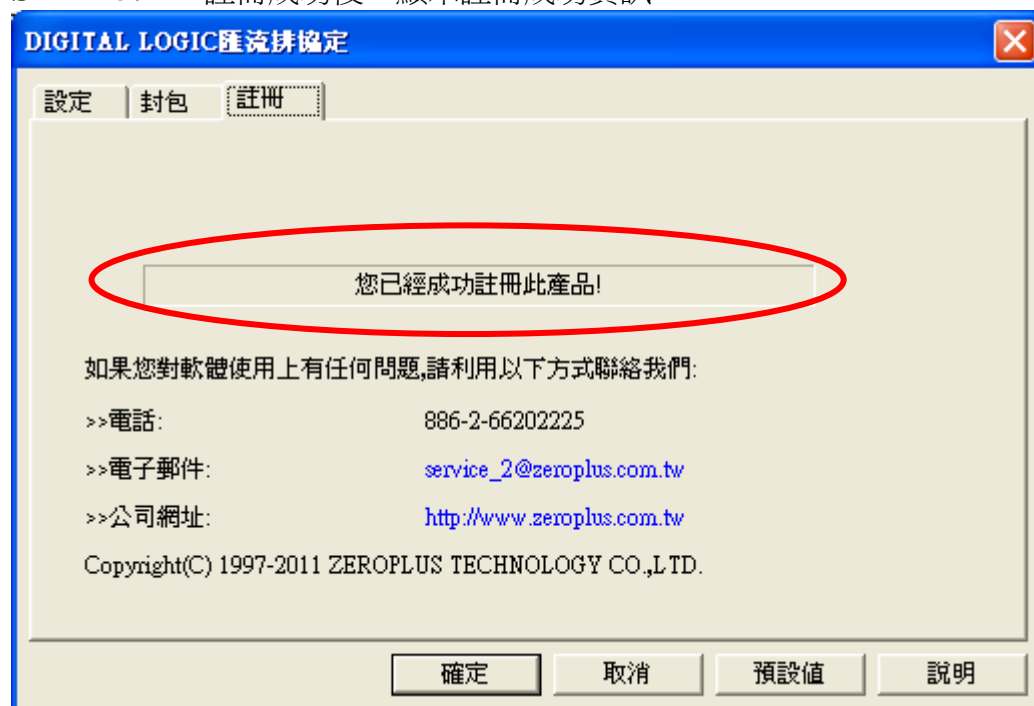 DIGITAL LOGIC匯流排協定
設定 封包 註冊
您已經成功註冊此產品!
如果您對軟體使用上有任何問題,請利用以下方式聯絡我們:
>>電話: 886-2-66202225
>>電子郵件: service_2@zeroplus.com.tw
>>公司網址: http://www.zeroplus.com.tw
Copyright(C) 1997-2011 ZEROPLUS TECHNOLOGY CO.,LTD.
確定 取消 預設值 說明